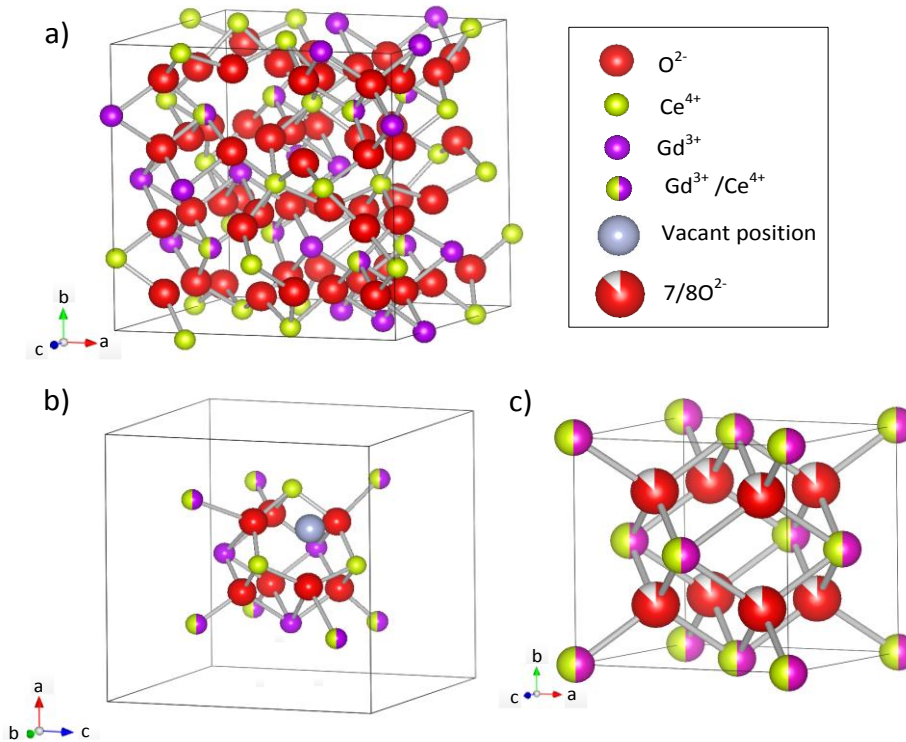 a)
O²⁻
Ce⁴⁺
Gd³⁺
Gd³⁺ /Ce⁴⁺
Vacant position
7/8O²⁻
b
c
a
b)
c)
a
b
c
b
c
a